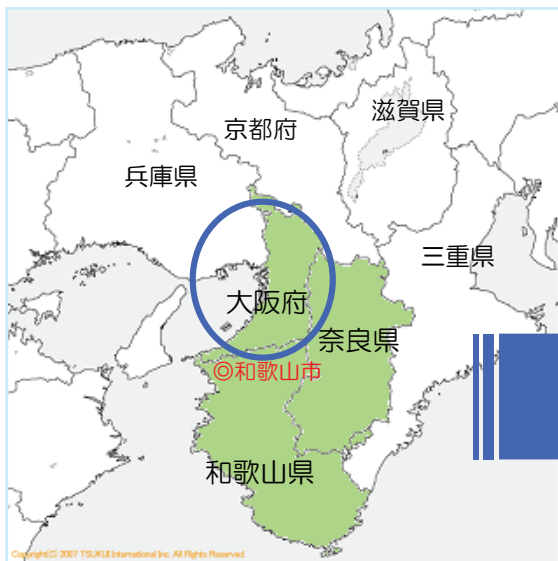 滋賀県
京都府
兵庫県
三重県
大阪府
奈良県
◎和歌山市
和歌山県
Copyright(C) 2007 TSUKUI International Inc. All Rights Reserved.